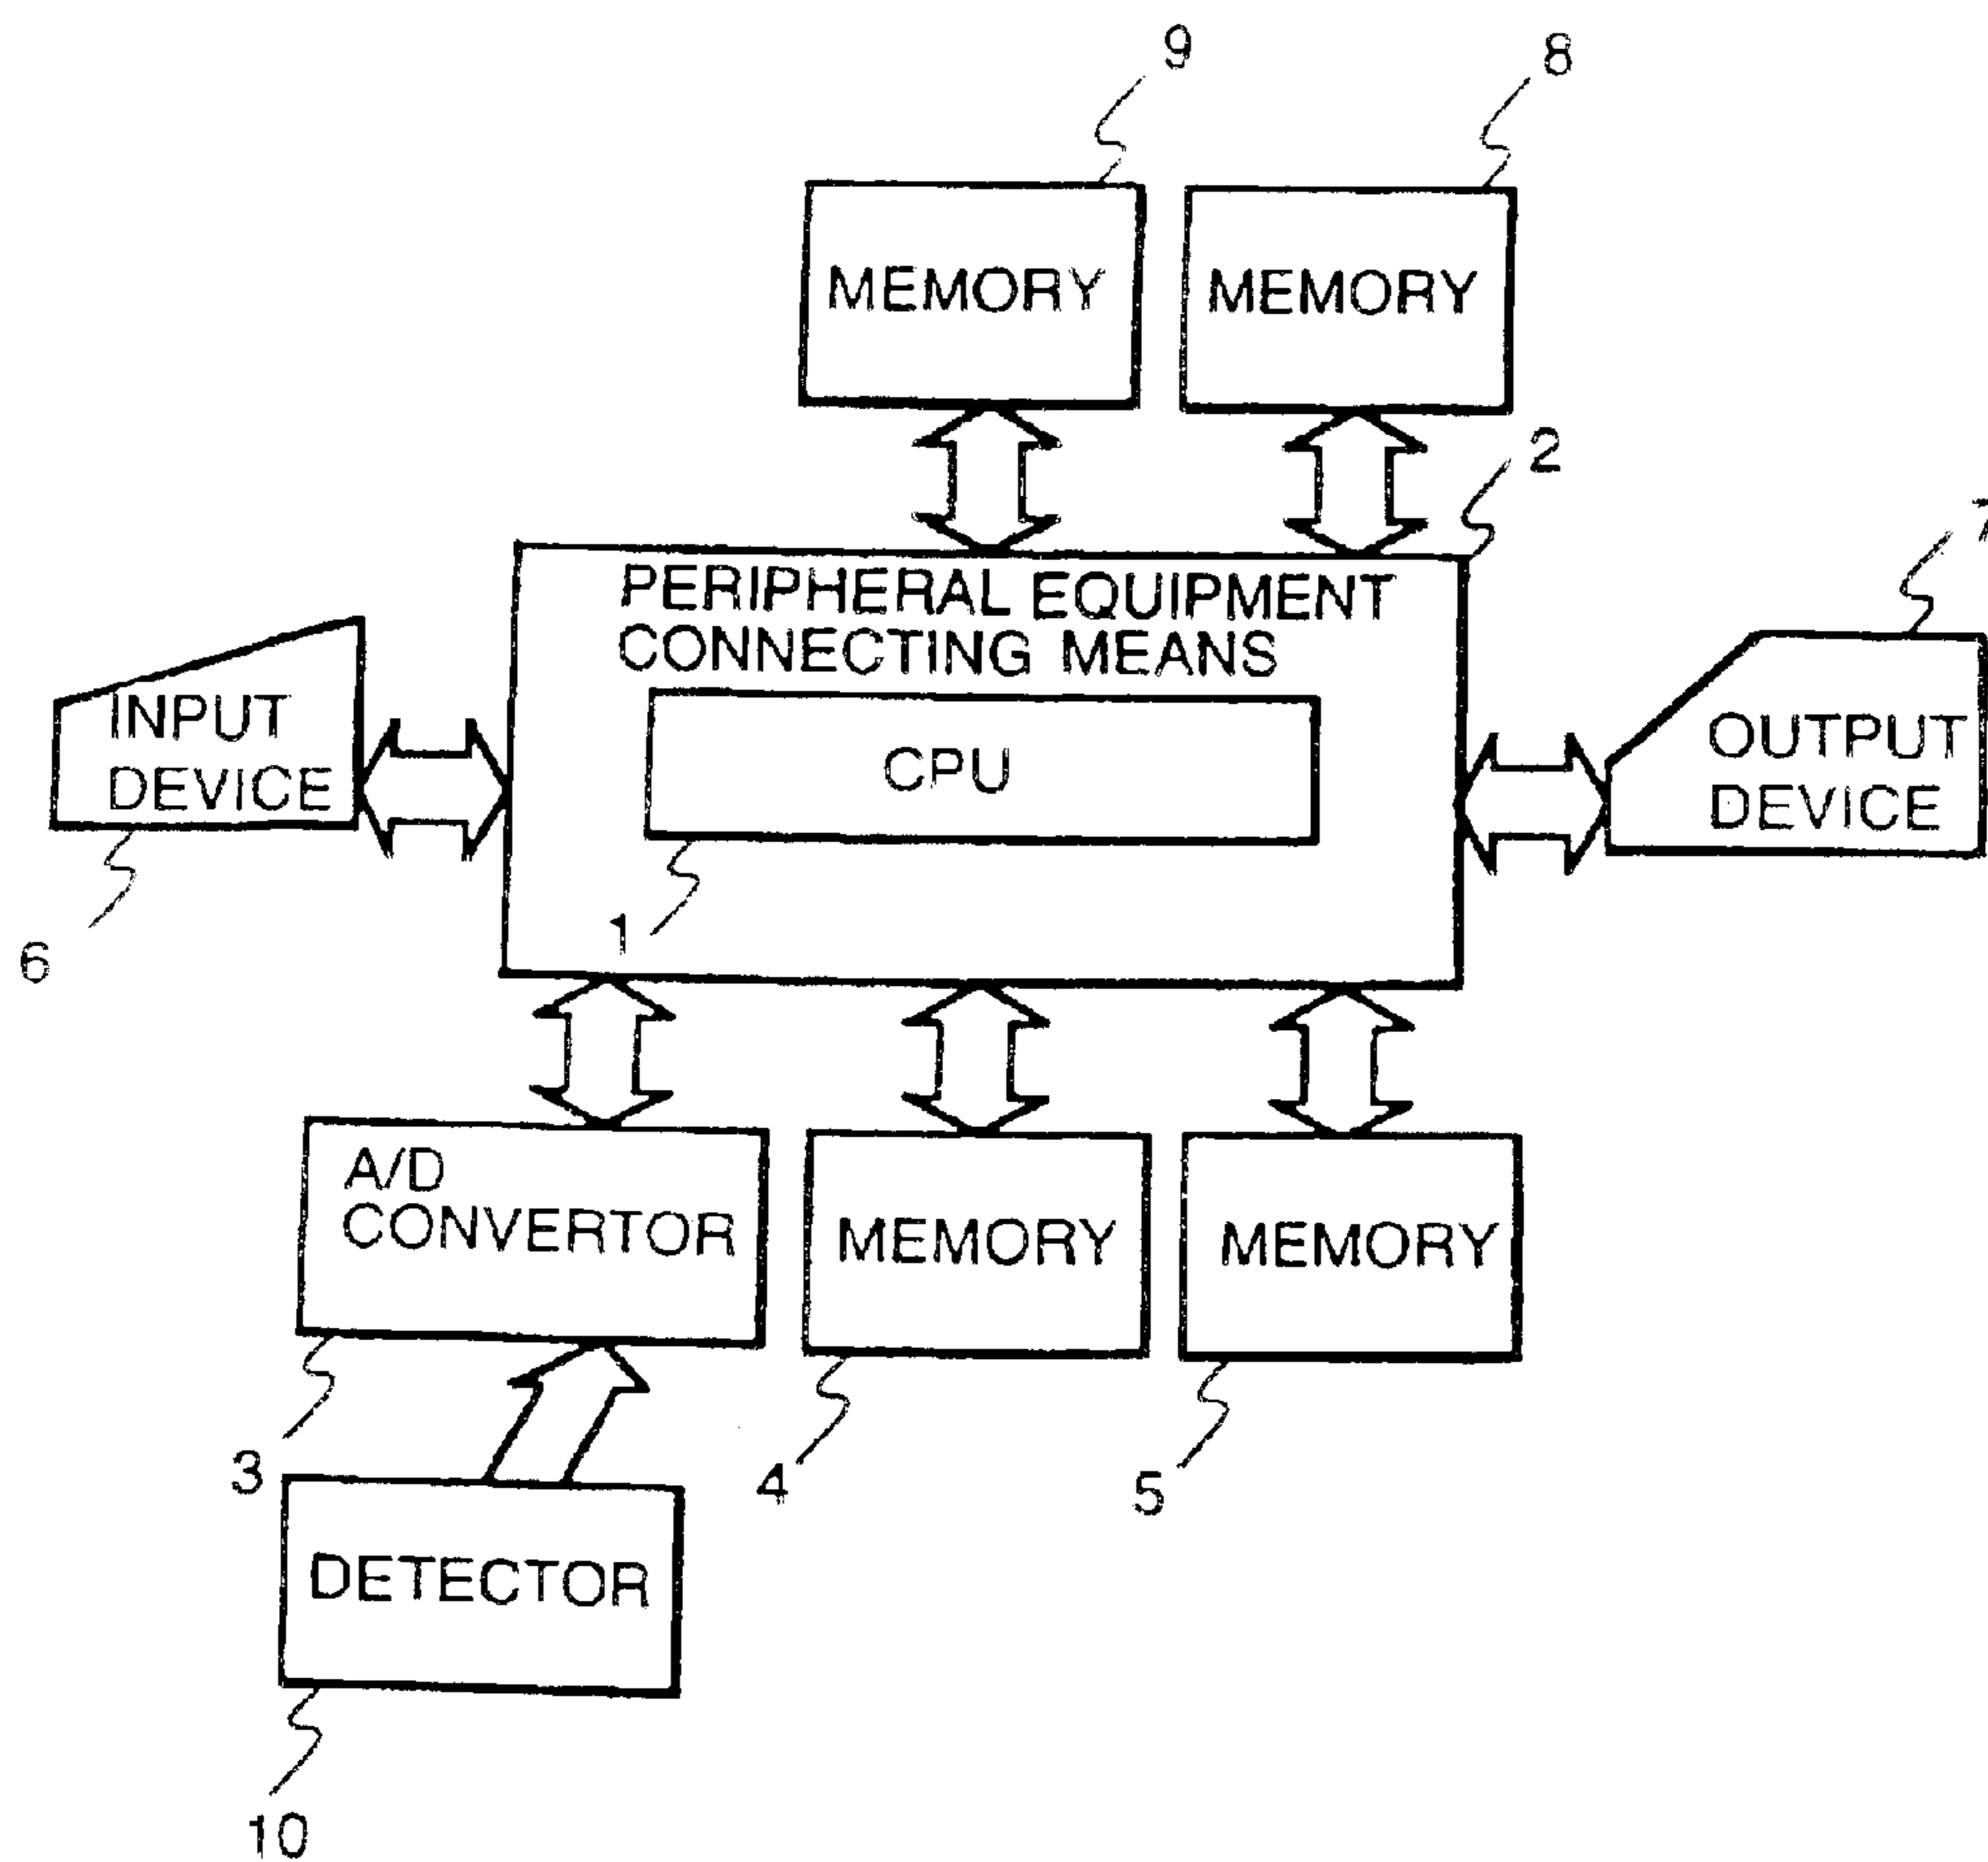 9
8
MEMORY
MEMORY
2
7
PERIPHERAL EQUIPMENT
CONNECTING MEANS
INPUT
DEVICE
CPU
OUTPUT
DEVICE
1
6
A/D
CONVERTOR
MEMORY
MEMORY
3
4
5
DETECTOR
10